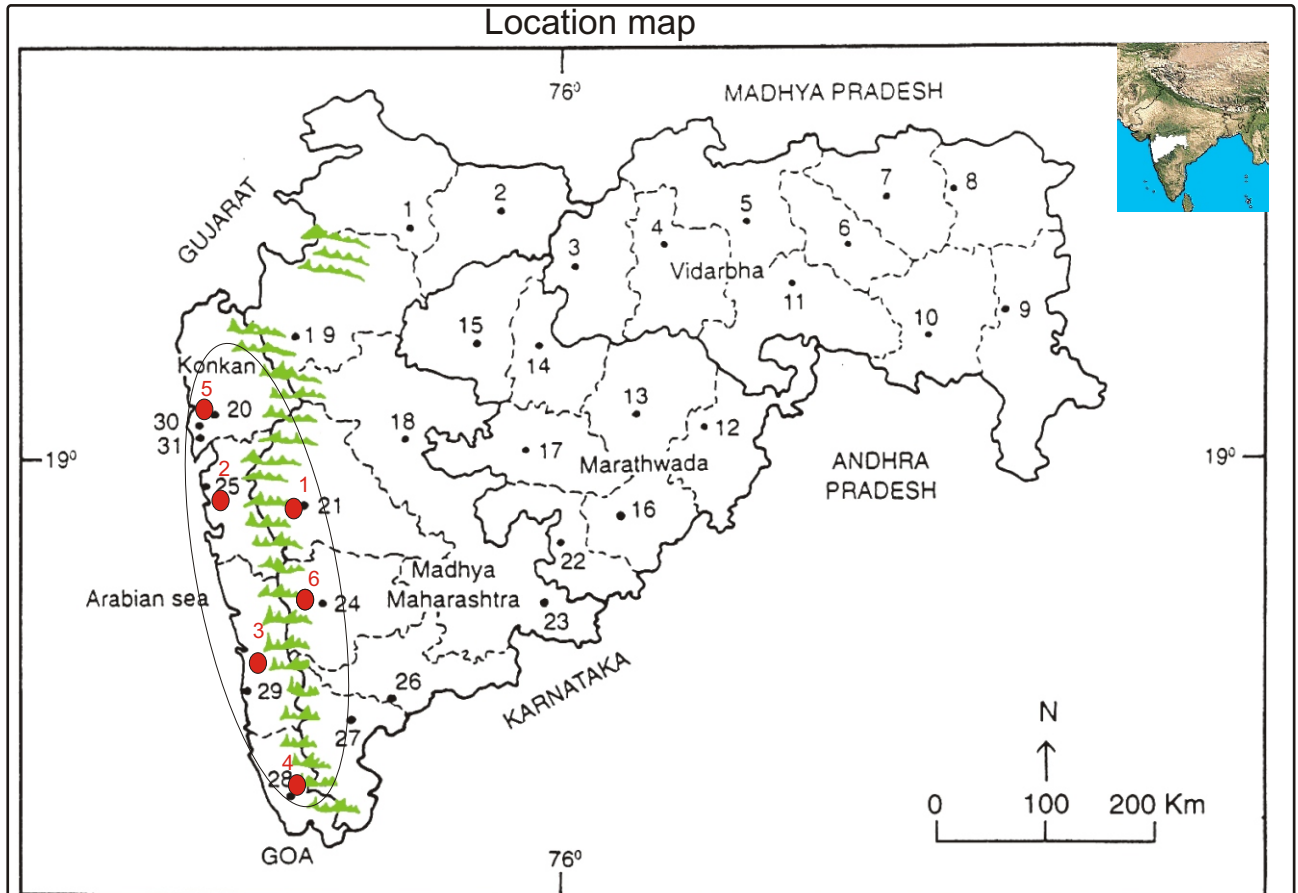 Location map
76⁰
MADHYA PRADESH
GUJARAT
1
2
3
4
5
6
7
8
Vidarbha
9
10
11
19
15
14
Konkan
5
20
30
31
13
12
18
17
Marathwada
19⁰
19⁰
ANDHRA
PRADESH
2
25
1
21
16
22
Madhya
Maharashtra
Arabian sea
6
24
23
3
29
26
KARNATAKA
27
4
28
N
0 100 200 Km
GOA
76⁰